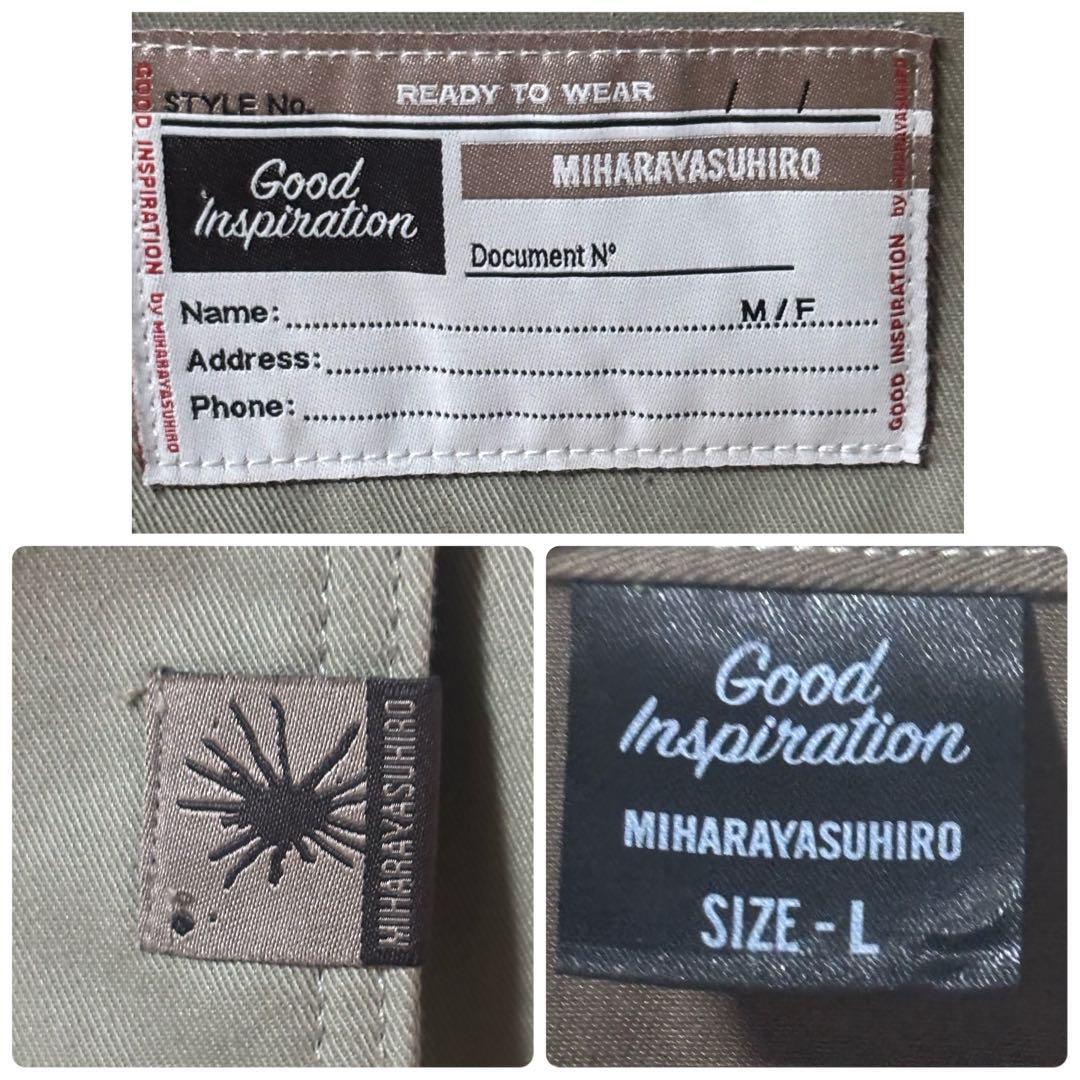 STYLE No. READY TO WEAR / /
Good
Inspiration
MIHARAYASUHIRO
Document Nº
Name: M / F
Address:
Phone:
GOOD INSPIRATION by MIHARAYASUHIRO
GOOD INSPIRATION by MIHARAYASUHIRO
MIHARAYASUHIRO
Good
Inspiration
MIHARAYASUHIRO
SIZE - L